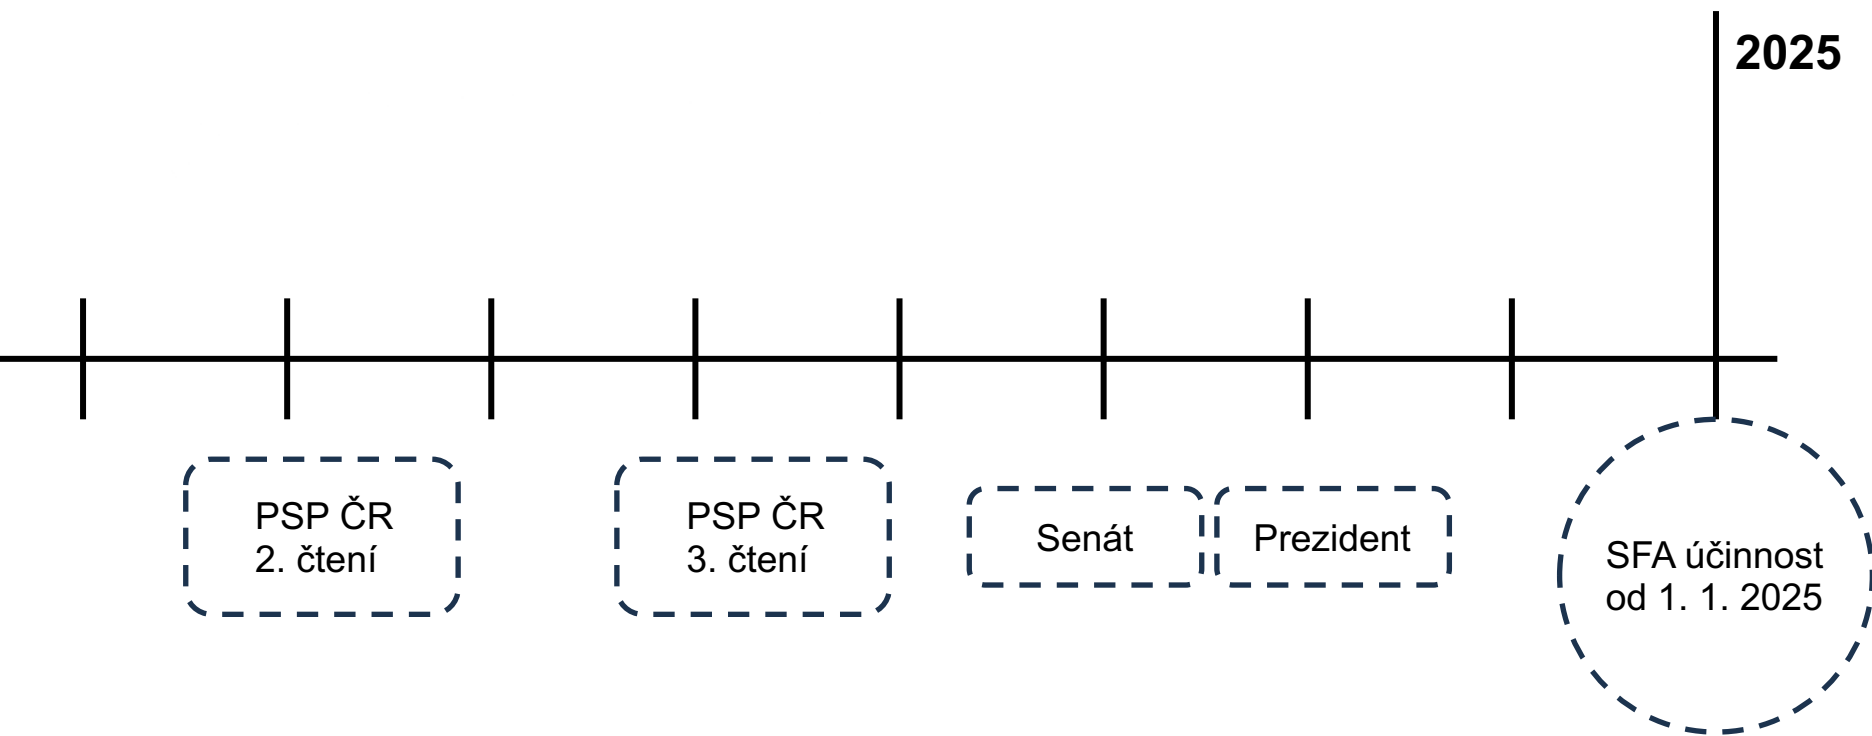 2025
PSP ČR
2. čtení
PSP ČR
3. čtení
Senát
Prezident
SFA účinnost
od 1. 1. 2025